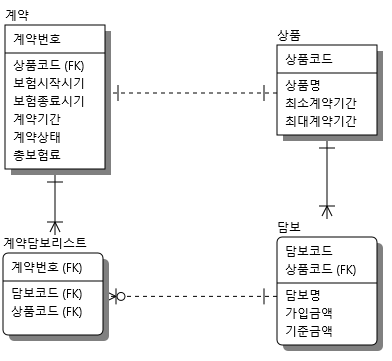 계약
계약번호
상품코드 (FK)
보험시작시기
보험종료시기
계약기간
계약상태
총보험료
상품
상품코드
상품명
최소계약기간
최대계약기간
계약담보리스트
계약번호 (FK)
담보코드 (FK)
상품코드 (FK)
담보
담보코드
상품코드 (FK)
담보명
가입금액
기준금액